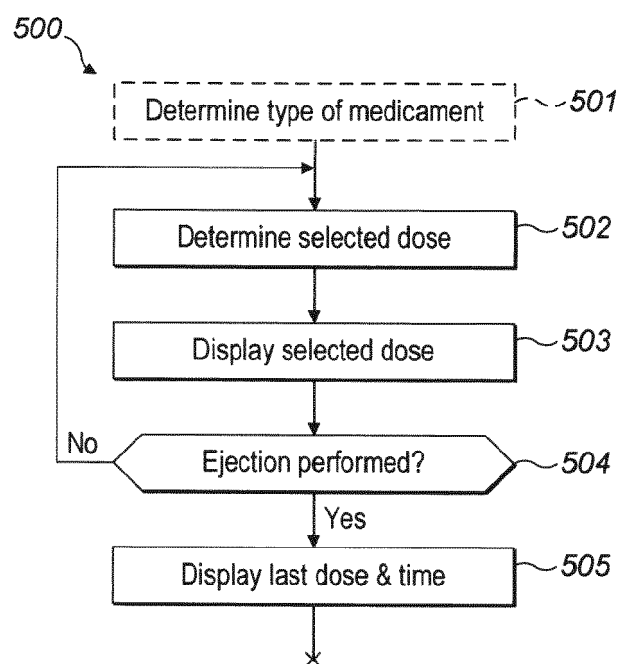 500
Determine type of medicament 501
Determine selected dose 502
Display selected dose 503
No
Ejection performed? 504
Yes
Display last dose & time 505